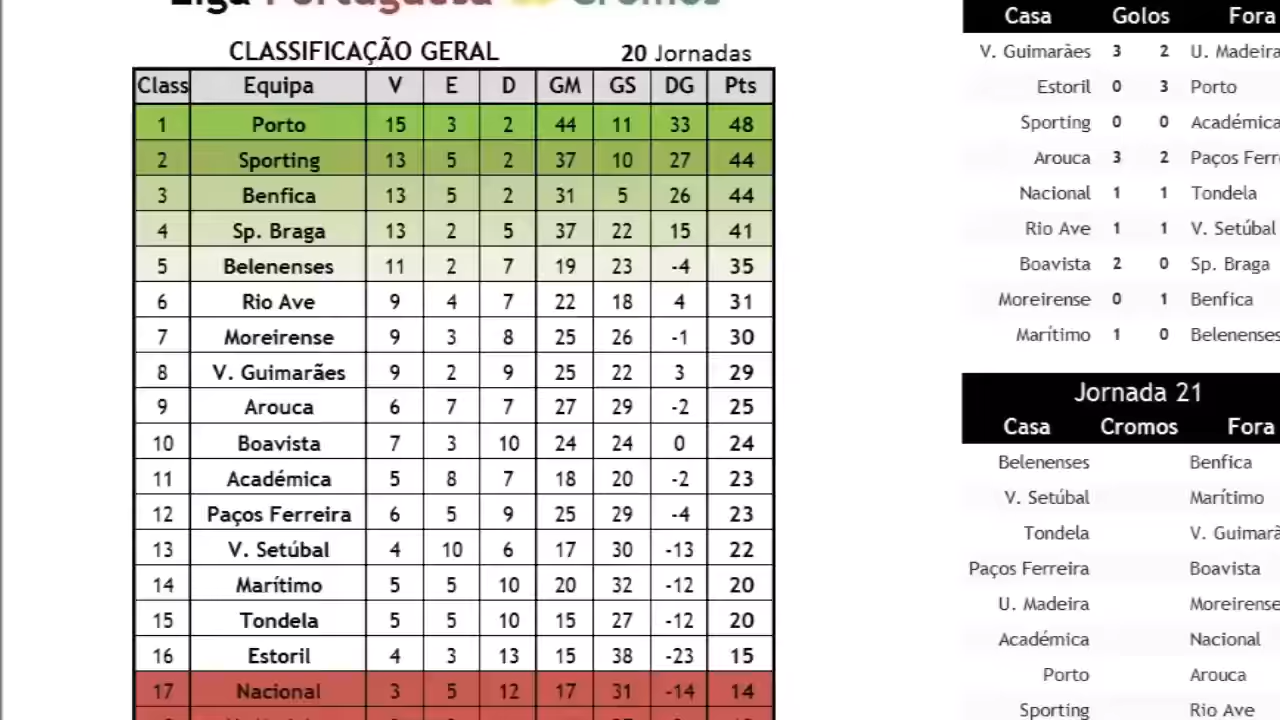 Liga Portuguesa de Cromos
CLASSIFICAÇÃO GERAL 20 Jornadas
Class Equipa V E D GM GS DG Pts
1 Porto 15 3 2 44 11 33 48
2 Sporting 13 5 2 37 10 27 44
3 Benfica 13 5 2 31 5 26 44
4 Sp. Braga 13 2 5 37 22 15 41
5 Belenenses 11 2 7 19 23 -4 35
6 Rio Ave 9 4 7 22 18 4 31
7 Moreirense 9 3 8 25 26 -1 30
8 V. Guimarães 9 2 9 25 22 3 29
9 Arouca 6 7 7 27 29 -2 25
10 Boavista 7 3 10 24 24 0 24
11 Académica 5 8 7 18 20 -2 23
12 Paços Ferreira 6 5 9 25 29 -4 23
13 V. Setúbal 4 10 6 17 30 -13 22
14 Marítimo 5 5 10 20 32 -12 20
15 Tondela 5 5 10 15 27 -12 20
16 Estoril 4 3 13 15 38 -23 15
17 Nacional 3 5 12 17 31 -14 14
Casa Golos Fora
V. Guimarães 3 2 U. Madeira
Estoril 0 3 Porto
Sporting 0 0 Académica
Arouca 3 2 Paços Ferre
Nacional 1 1 Tondela
Rio Ave 1 1 V. Setúbal
Boavista 2 0 Sp. Braga
Moreirense 0 1 Benfica
Marítimo 1 0 Belenenses
Jornada 21
Casa Cromos Fora
Belenenses Benfica
V. Setúbal Marítimo
Tondela V. Guimarã
Paços Ferreira Boavista
U. Madeira Moreirense
Académica Nacional
Porto Arouca
Sporting Rio Ave